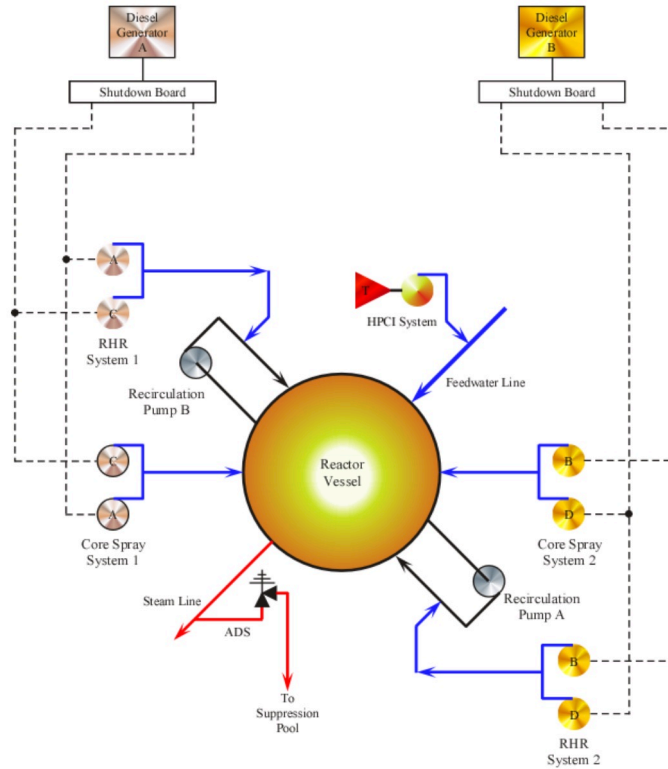 Diesel
Generator
A
Diesel
Generator
B
Shutdown Board
Shutdown Board
A
C
RHR
System 1
T
HPCI System
Feedwater Line
Recirculation
Pump B
Reactor
Vessel
C
A
Core Spray
System 1
B
D
Core Spray
System 2
Steam Line
ADS
To
Suppression
Pool
Recirculation
Pump A
B
D
RHR
System 2